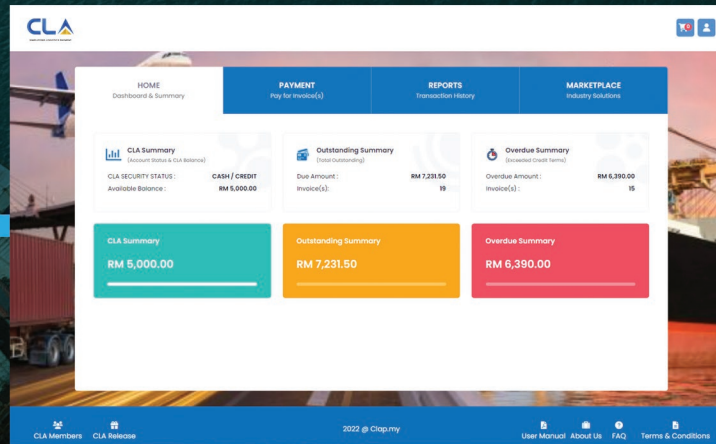 CLA
HOME
Dashboard & Summary
PAYMENT
Pay for Invoice(s)
REPORTS
Transaction History
MARKETPLACE
Industry Solutions
CLA Summary
(Account Status & CLA Balance)
CLA SECURITY STATUS : CASH / CREDIT
Available Balance : RM 5,000.00
Outstanding Summary
(Total Outstanding)
Due Amount : RM 7,231.50
Invoice(s): 19
Overdue Summary
(Exceeded Credit Terms)
Overdue Amount : RM 6,390.00
Invoice(s) : 15
CLA Summary
RM 5,000.00
Outstanding Summary
RM 7,231.50
Overdue Summary
RM 6,390.00
CLA Members
CLA Release
2022 @ Clap.my
User Manual
About Us
FAQ
Terms & Conditions